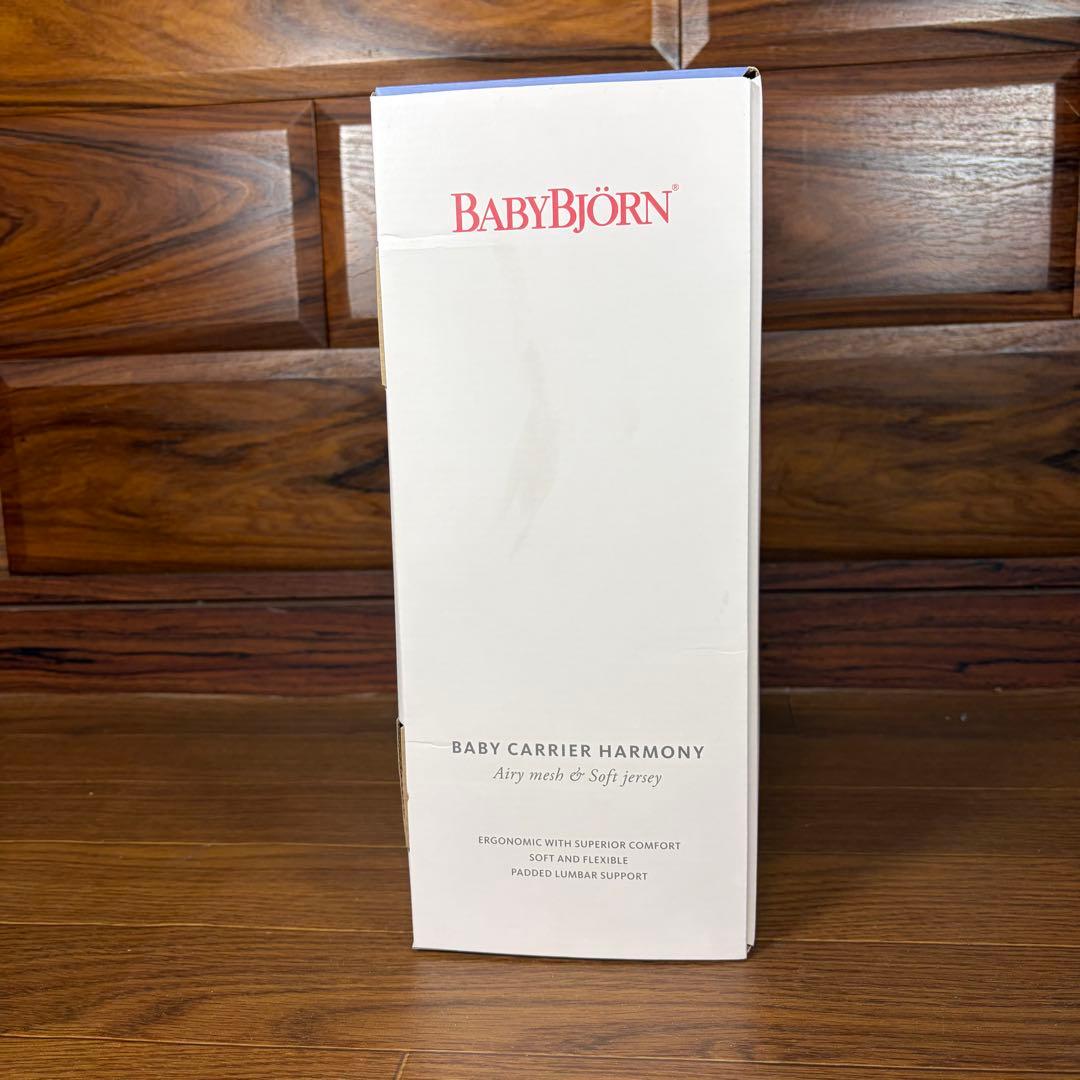 BABYBJÖRN®
BABY CARRIER HARMONY
Airy mesh & Soft jersey
ERGONOMIC WITH SUPERIOR COMFORT
SOFT AND FLEXIBLE
PADDED LUMBAR SUPPORT